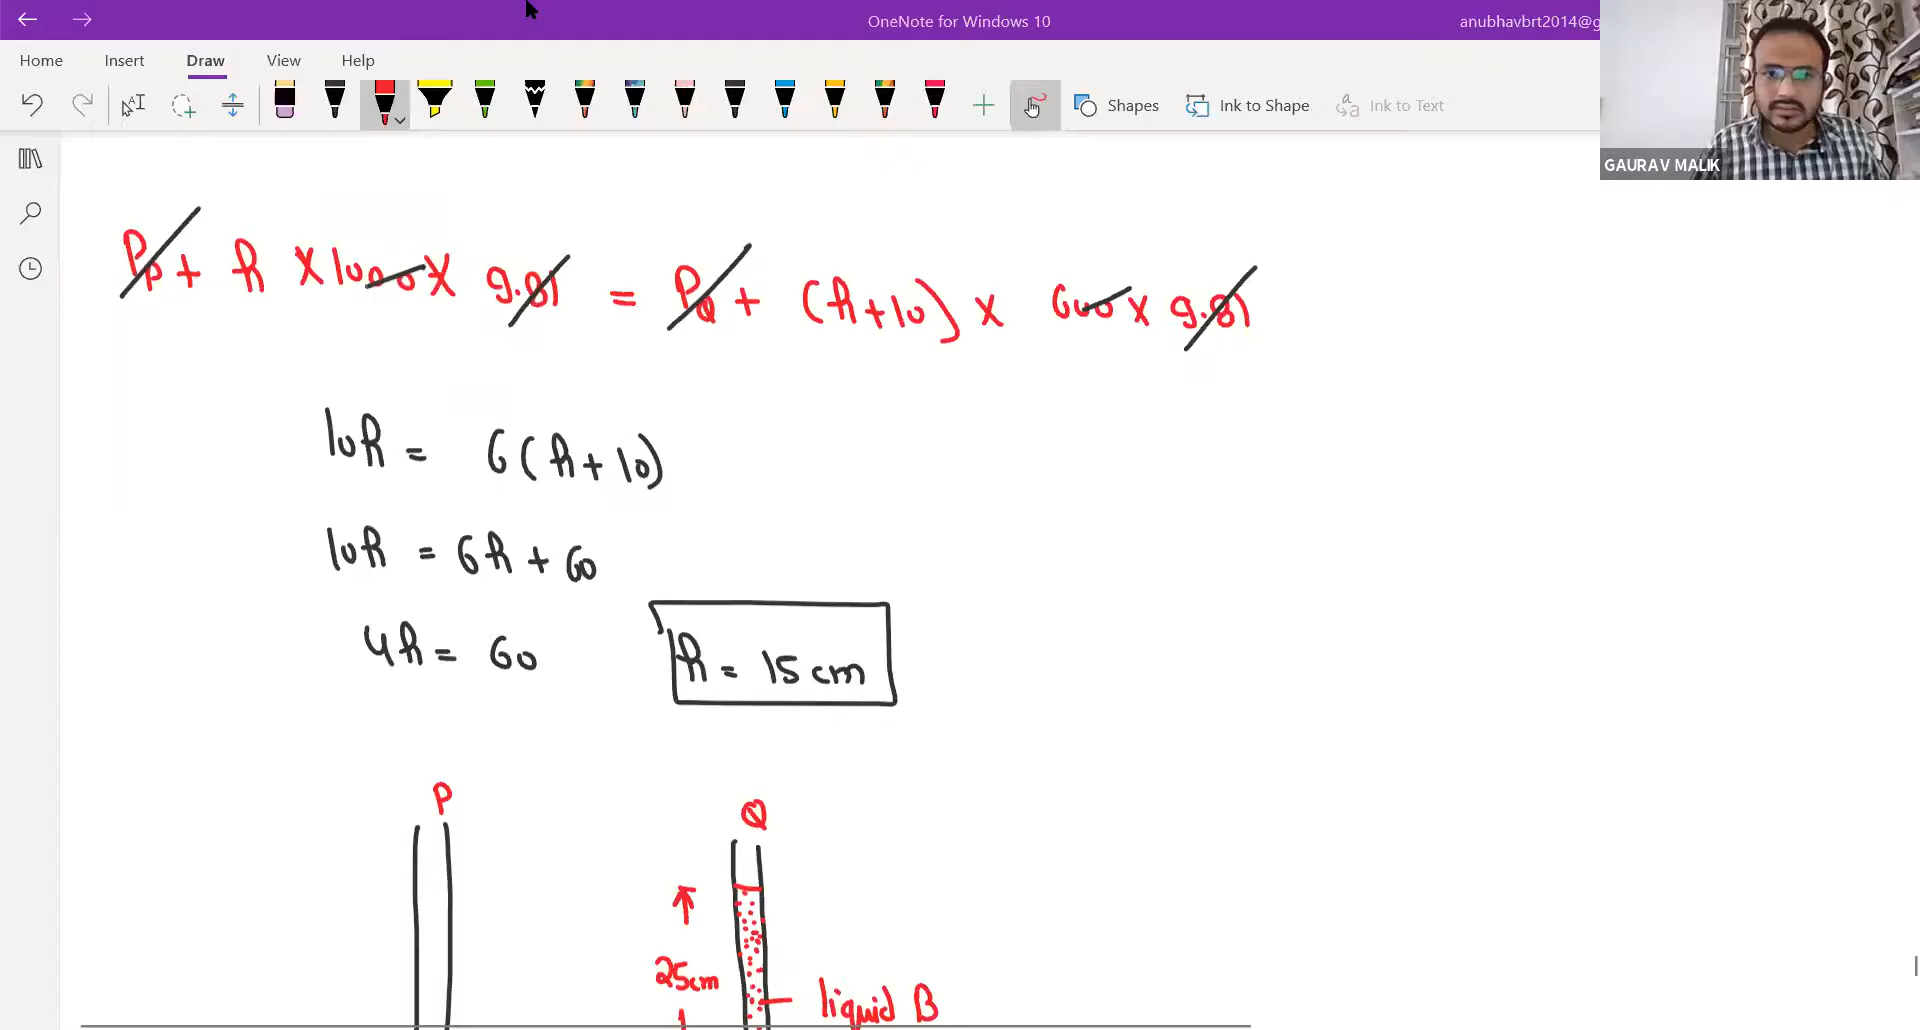 OneNote for Windows 10
anubhavbrt2014@g
Home Insert Draw View Help
Shapes Ink to Shape Ink to Text
GAURAV MALIK
Pp + h × 1000 × 9.81 = PQ + (h+10) × 600 × 9.81
10h = 6(h+10)
10h = 6h + 60
4h = 60
h = 15 cm
P
Q
25cm
liquid B